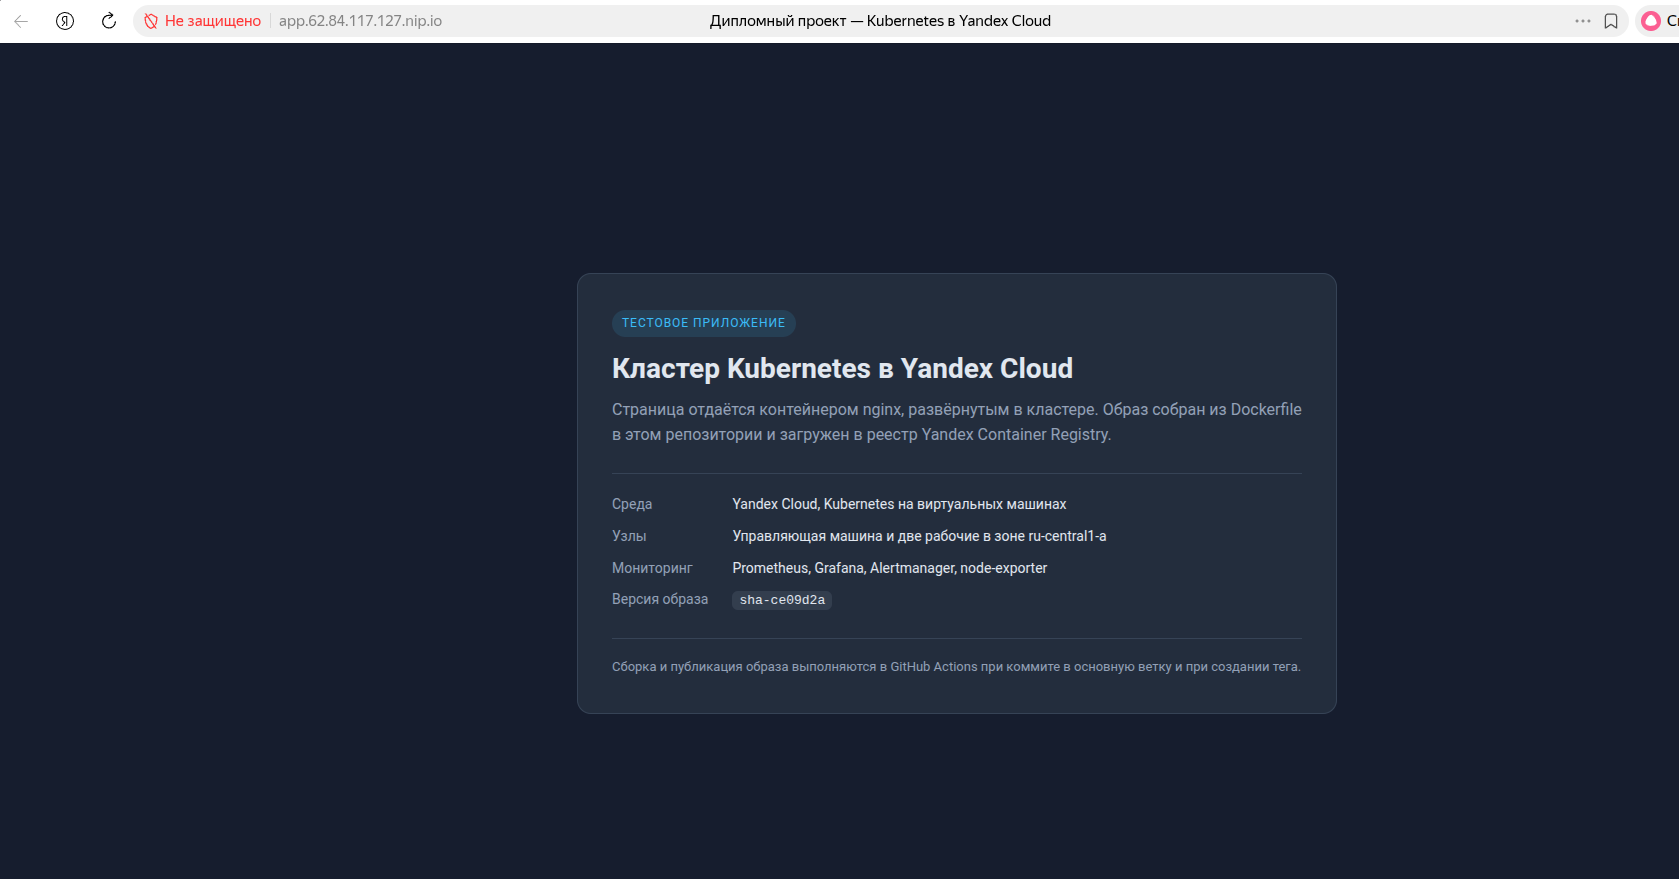 Не защищено
app.62.84.117.127.nip.io
Дипломный проект — Kubernetes в Yandex Cloud
ТЕСТОВОЕ ПРИЛОЖЕНИЕ
Кластер Kubernetes в Yandex Cloud
Страница отдаётся контейнером nginx, развёрнутым в кластере. Образ собран из Dockerfile
в этом репозитории и загружен в реестр Yandex Container Registry.
Среда Yandex Cloud, Kubernetes на виртуальных машинах
Узлы Управляющая машина и две рабочие в зоне ru-central1-a
Мониторинг Prometheus, Grafana, Alertmanager, node-exporter
Версия образа sha-ce09d2a
Сборка и публикация образа выполняются в GitHub Actions при коммите в основную ветку и при создании тега.